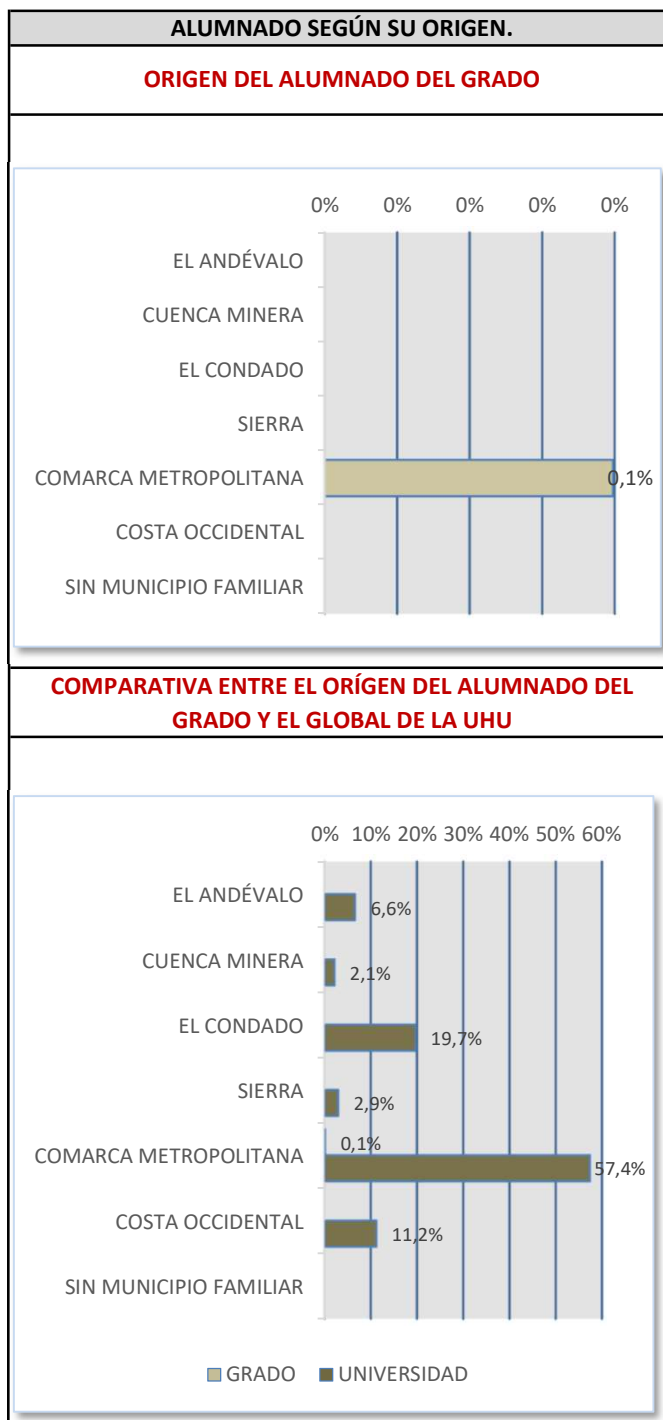 ALUMNADO SEGÚN SU ORIGEN.
ORIGEN DEL ALUMNADO DEL GRADO
0% 0% 0% 0% 0%
EL ANDÉVALO
CUENCA MINERA
EL CONDADO
SIERRA
COMARCA METROPOLITANA 0,1%
COSTA OCCIDENTAL
SIN MUNICIPIO FAMILIAR
COMPARATIVA ENTRE EL ORÍGEN DEL ALUMNADO DEL
GRADO Y EL GLOBAL DE LA UHU
0% 10% 20% 30% 40% 50% 60%
EL ANDÉVALO 6,6%
CUENCA MINERA 2,1%
EL CONDADO 19,7%
SIERRA 2,9%
0,1%
COMARCA METROPOLITANA 57,4%
COSTA OCCIDENTAL 11,2%
SIN MUNICIPIO FAMILIAR
GRADO UNIVERSIDAD